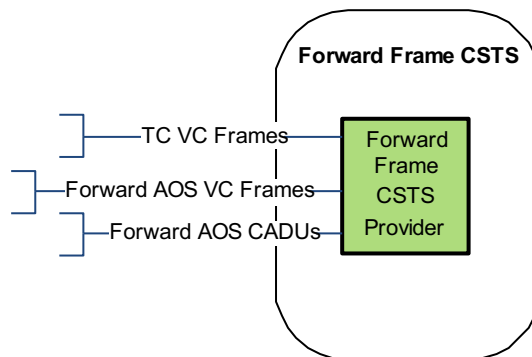 Forward Frame CSTS
TC VC Frames
Forward AOS VC Frames
Forward AOS CADUs
Forward
Frame
CSTS
Provider